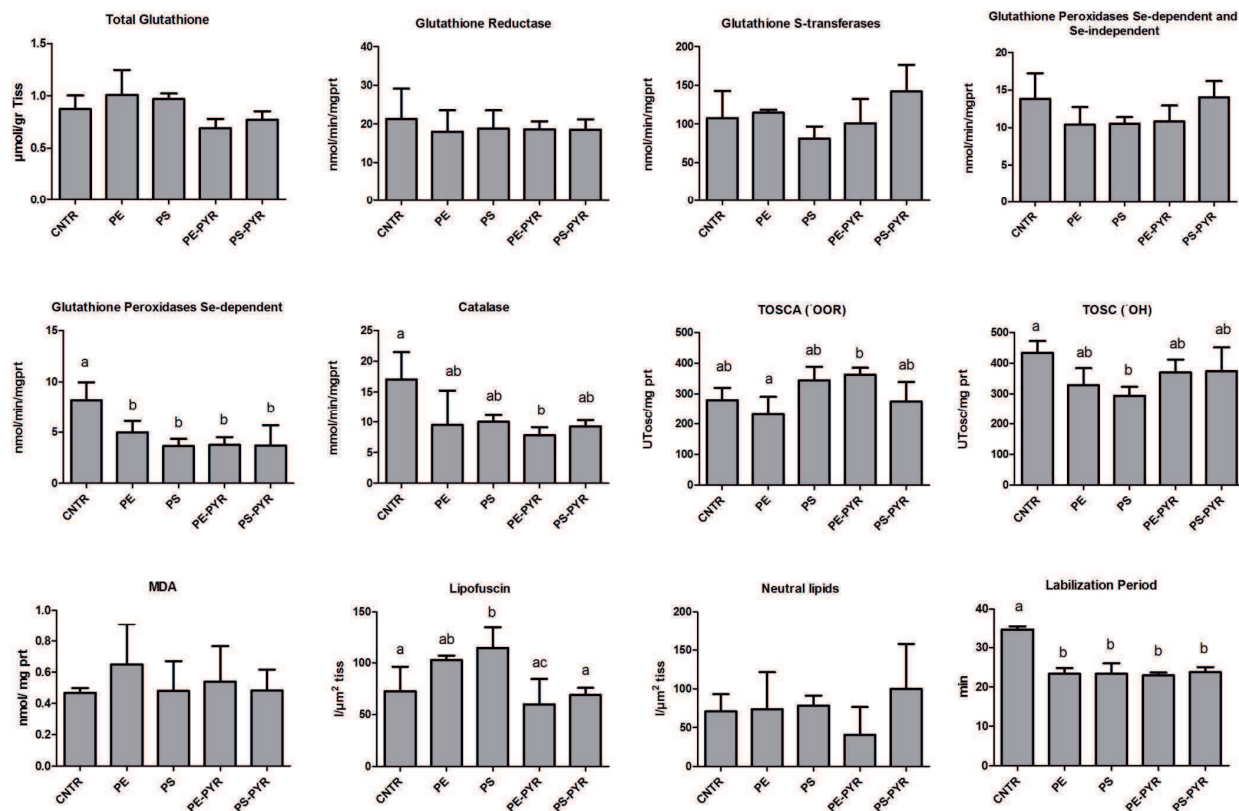 Total Glutathione
µmoli/gr Tiss
1.5
1.0
0.5
0.0
CNTR
PE
PS
PE-PYR
PS-PYR
Glutathione Reductase
nmol/min/mgprt
40
30
20
10
0
CNTR
PE
PS
PE-PYR
PS-PYR
Glutathione S-transferases
nmol/min/mgprt
200
150
100
50
0
CNTR
PE
PS
PE-PYR
PS-PYR
Glutathione Peroxidases Se-dependent and
Se-independent
nmol/min/mgprt
20
15
10
5
0
CNTR
PE
PS
PE-PYR
PS-PYR
Glutathione Peroxidases Se-dependent
nmol/min/mgprt
15
10
5
0
a
b
b
b
b
CNTR
PE
PS
PE-PYR
PS-PYR
Catalase
mmol/min/mgprt
25
20
15
10
5
0
a
ab
ab
b
ab
CNTR
PE
PS
PE-PYR
PS-PYR
TOSCA (˙OOR)
UTosc/mg prt
500
400
300
200
100
0
ab
a
ab
b
ab
CNTR
PE
PS
PE-PYR
PS-PYR
TOSC (˙OH)
UTosc/mg prt
500
400
300
200
100
0
a
ab
b
ab
ab
CNTR
PE
PS
PE-PYR
PS-PYR
MDA
nmol/ mg prt
1.0
0.8
0.6
0.4
0.2
0.0
CNTR
PE
PS
PE-PYR
PS-PYR
Lipofuscin
I/µm² tiss
150
100
50
0
a
ab
b
ac
a
CNTR
PE
PS
PE-PYR
PS-PYR
Neutral lipids
I/µm² tiss
200
150
100
50
0
CNTR
PE
PS
PE-PYR
PS-PYR
Labilization Period
min
40
30
20
10
0
a
b
b
b
b
CNTR
PE
PS
PE-PYR
PS-PYR